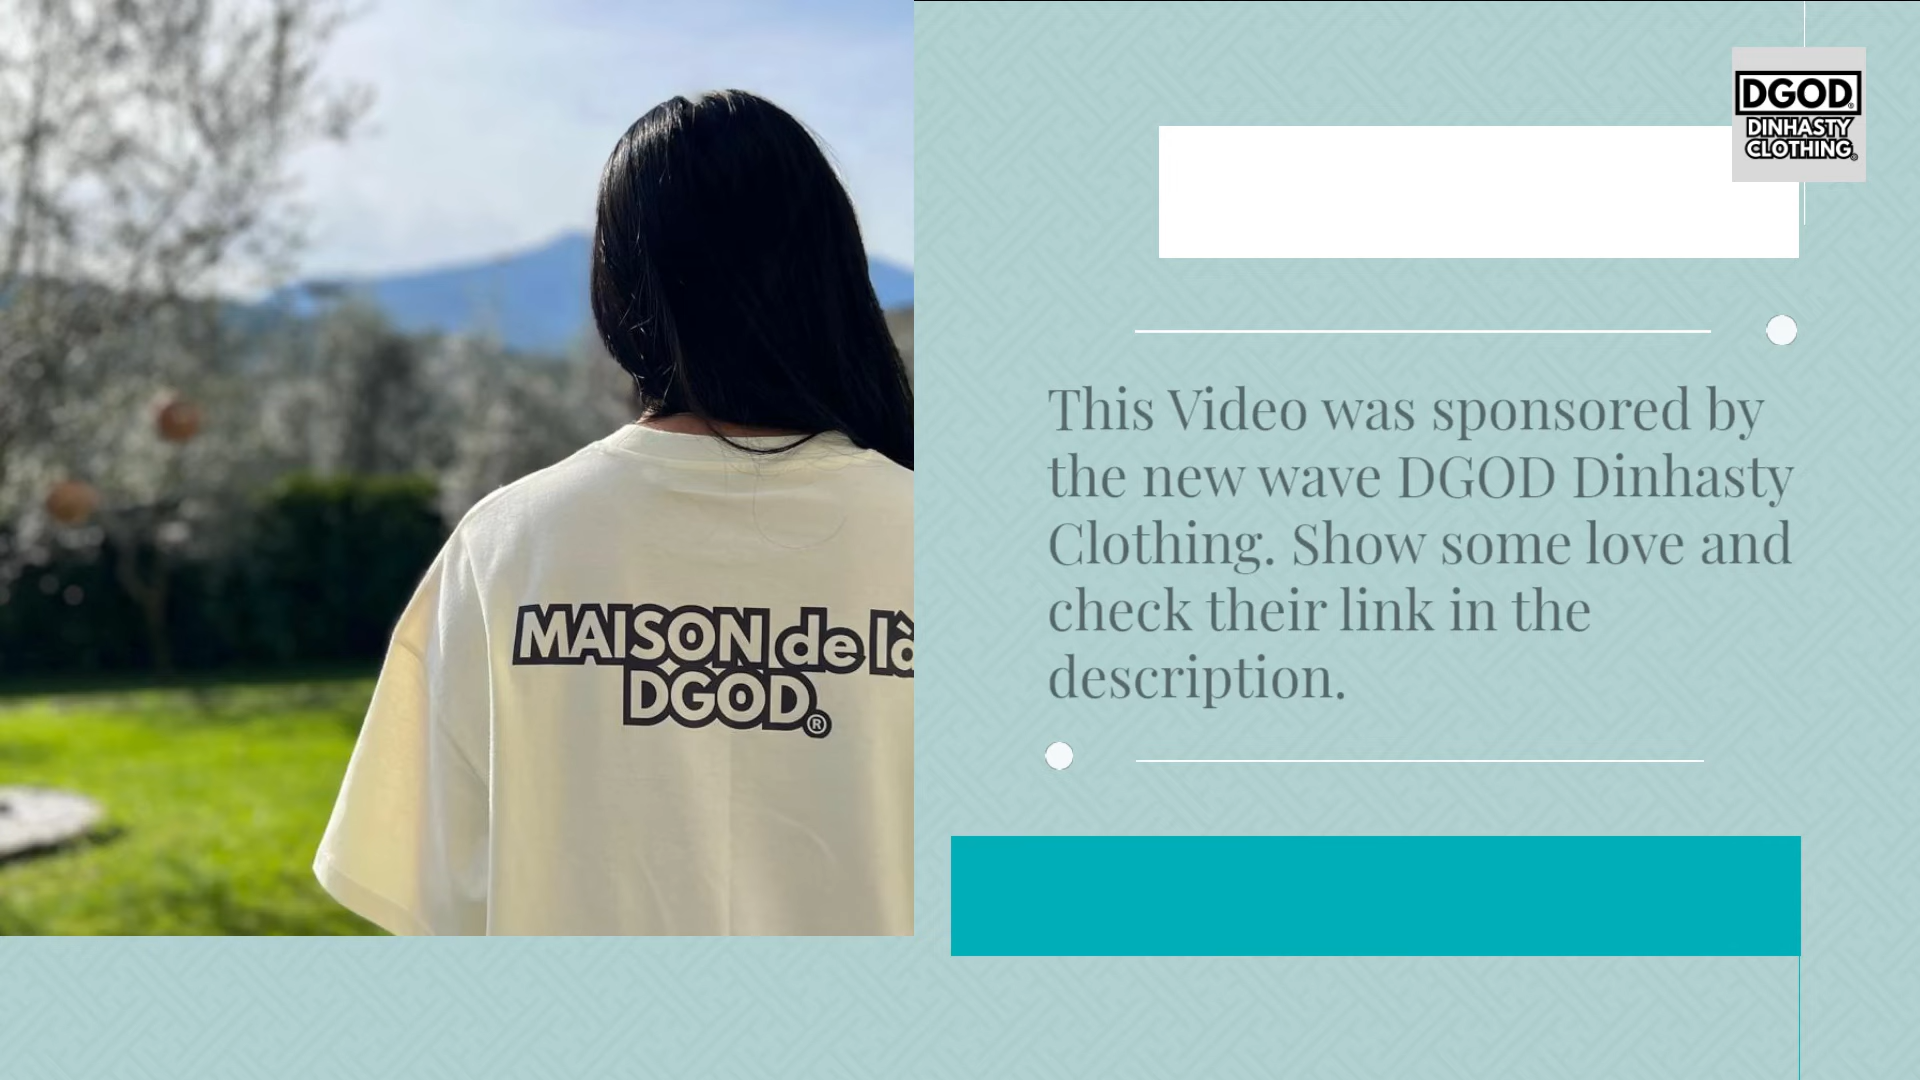 DGOD®
DINHASTY
CLOTHING®
This Video was sponsored by
the new wave DGOD Dinhasty
Clothing. Show some love and
check their link in the
description.
MAISON de là
DGOD®